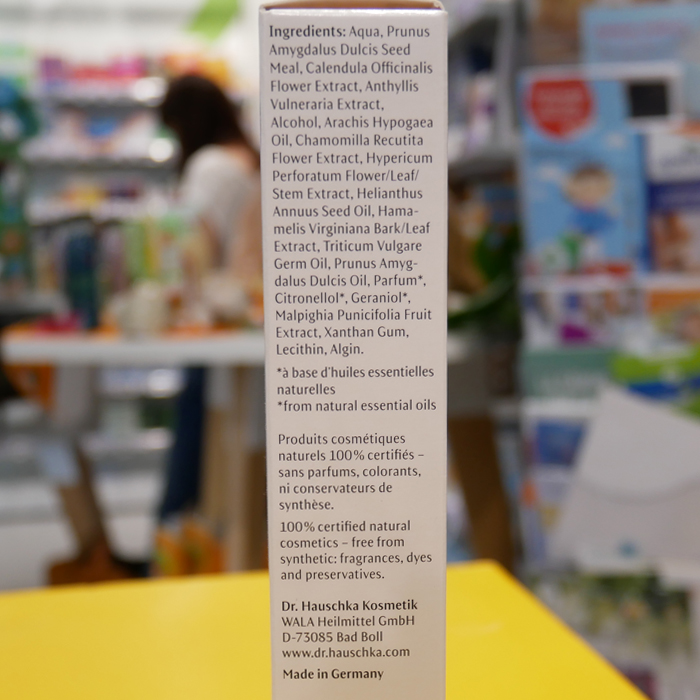 Ingredients: Aqua, Prunus
Amygdalus Dulcis Seed
Meal, Calendula Officinalis
Flower Extract, Anthyllis
Vulneraria Extract,
Alcohol, Arachis Hypogaea
Oil, Chamomilla Recutita
Flower Extract, Hypericum
Perforatum Flower/Leaf/
Stem Extract, Helianthus
Annuus Seed Oil, Hama-
melis Virginiana Bark/Leaf
Extract, Triticum Vulgare
Germ Oil, Prunus Amyg-
dalus Dulcis Oil, Parfum*,
Citronellol*, Geraniol*,
Malpighia Punicifolia Fruit
Extract, Xanthan Gum,
Lecithin, Algin.
*à base d'huiles essentielles
naturelles
*from natural essential oils
Produits cosmétiques
naturels 100% certifiés –
sans parfums, colorants,
ni conservateurs de
synthèse.
100% certified natural
cosmetics – free from
synthetic: fragrances, dyes
and preservatives.
Dr. Hauschka Kosmetik
WALA Heilmittel GmbH
D-73085 Bad Boll
www.dr.hauschka.com
Made in Germany